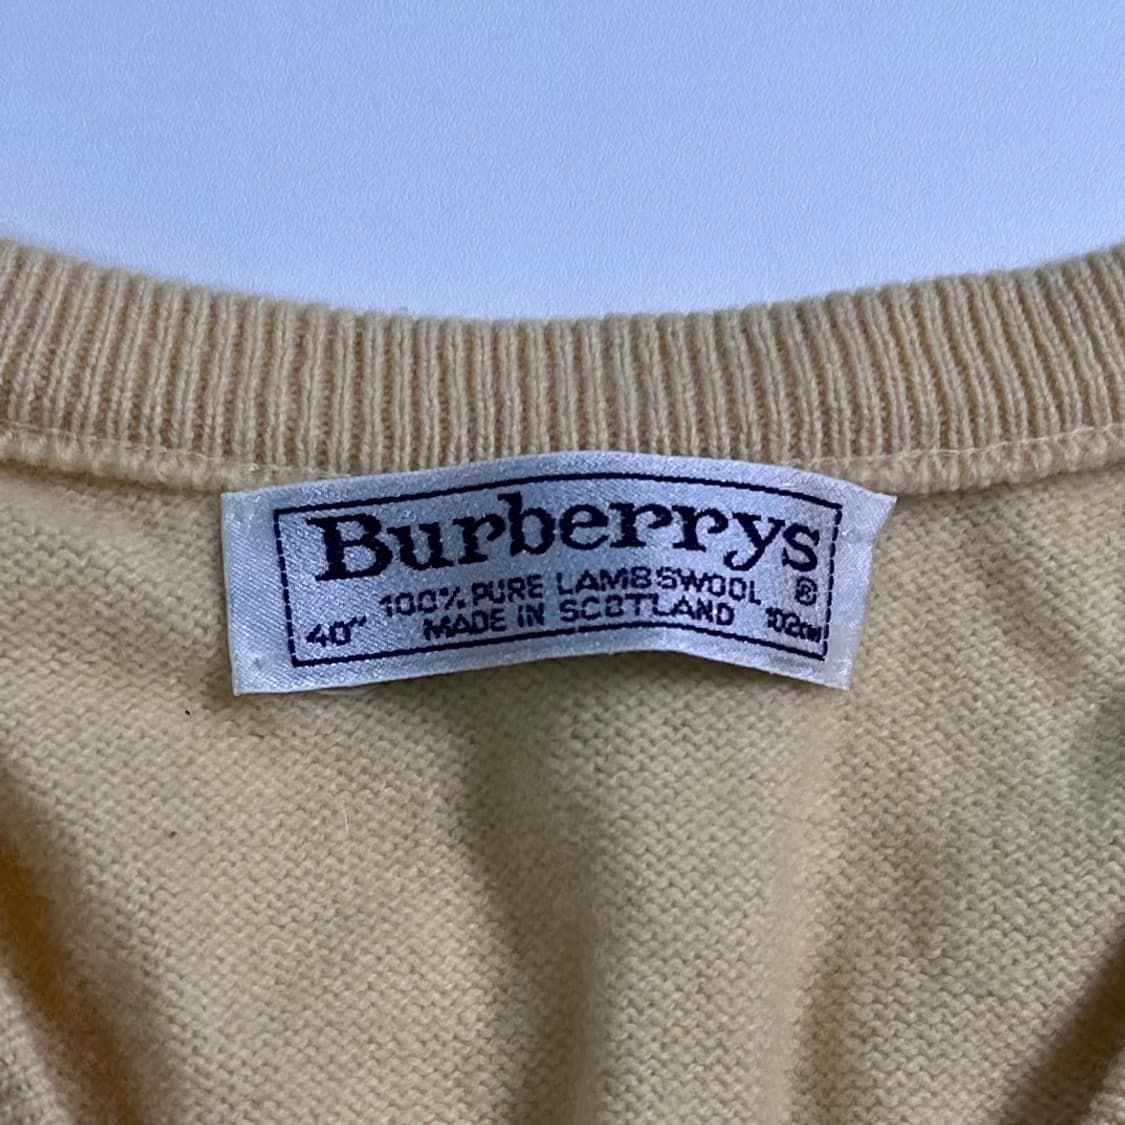 Burberrys
100% PURE LAMBSWOOL ®
40" MADE IN SCOTLAND 102cm